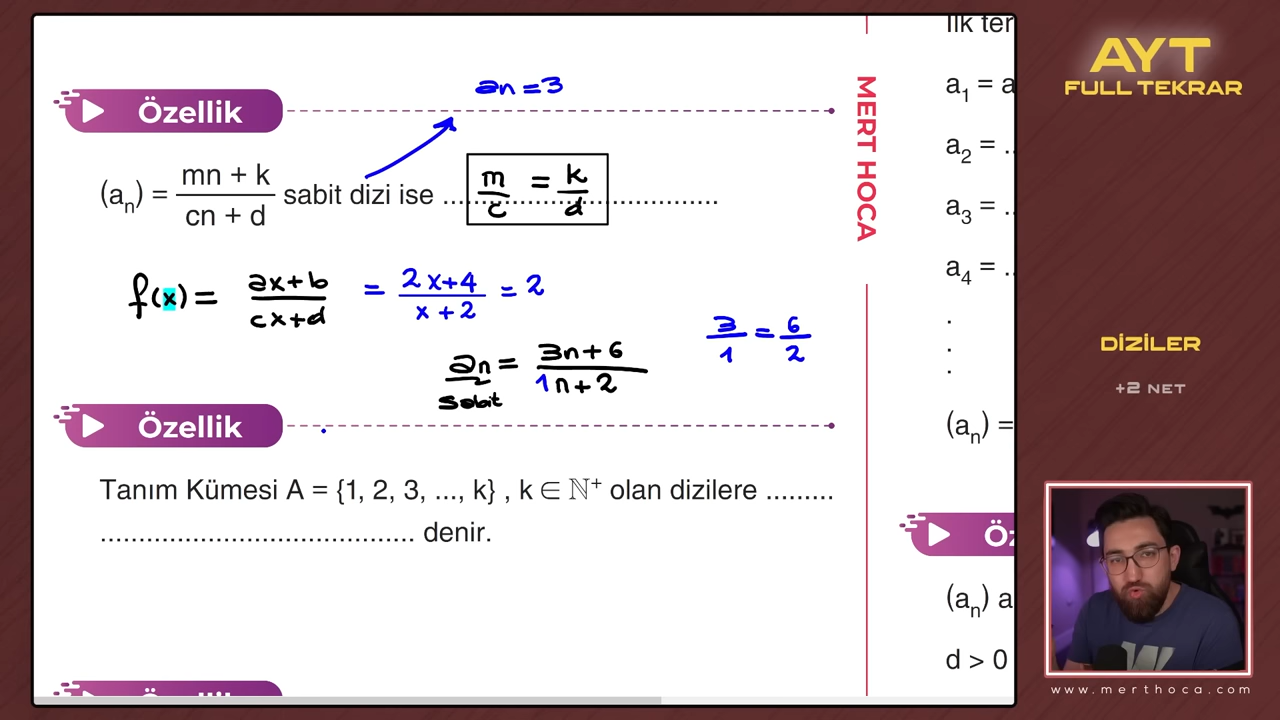 an = 3
Özellik
(an) = mn + k / cn + d sabit dizi ise .......... m/c = k/d ..........
f(x) = ax+b / cx+d = 2x+4 / x+2 = 2
3/1 = 6/2
an = 3n+6 / 1n+2
sabit
Özellik
Tanım Kümesi A = {1, 2, 3, ..., k} , k ∈ ℕ⁺ olan dizilere .........
......................................... denir.
Özellik
MERT HOCA
İlk ter
a₁ = a
a₂ = ..
a₃ = ..
a₄ = ..
.
.
.
(an) =
Öz
(an) a
d > 0
AYT
FULL TEKRAR
DİZİLER
+2 NET
www.merthoca.com